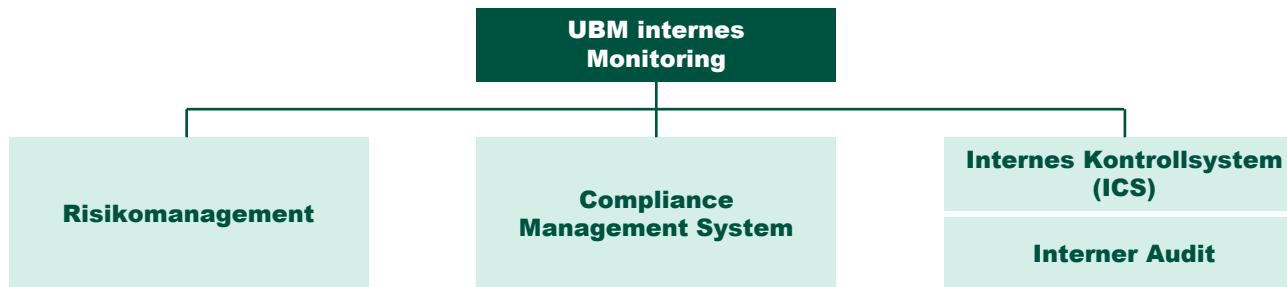 UBM internes
Monitoring
Risikomanagement
Compliance
Management System
Internes Kontrollsystem
(ICS)
Interner Audit